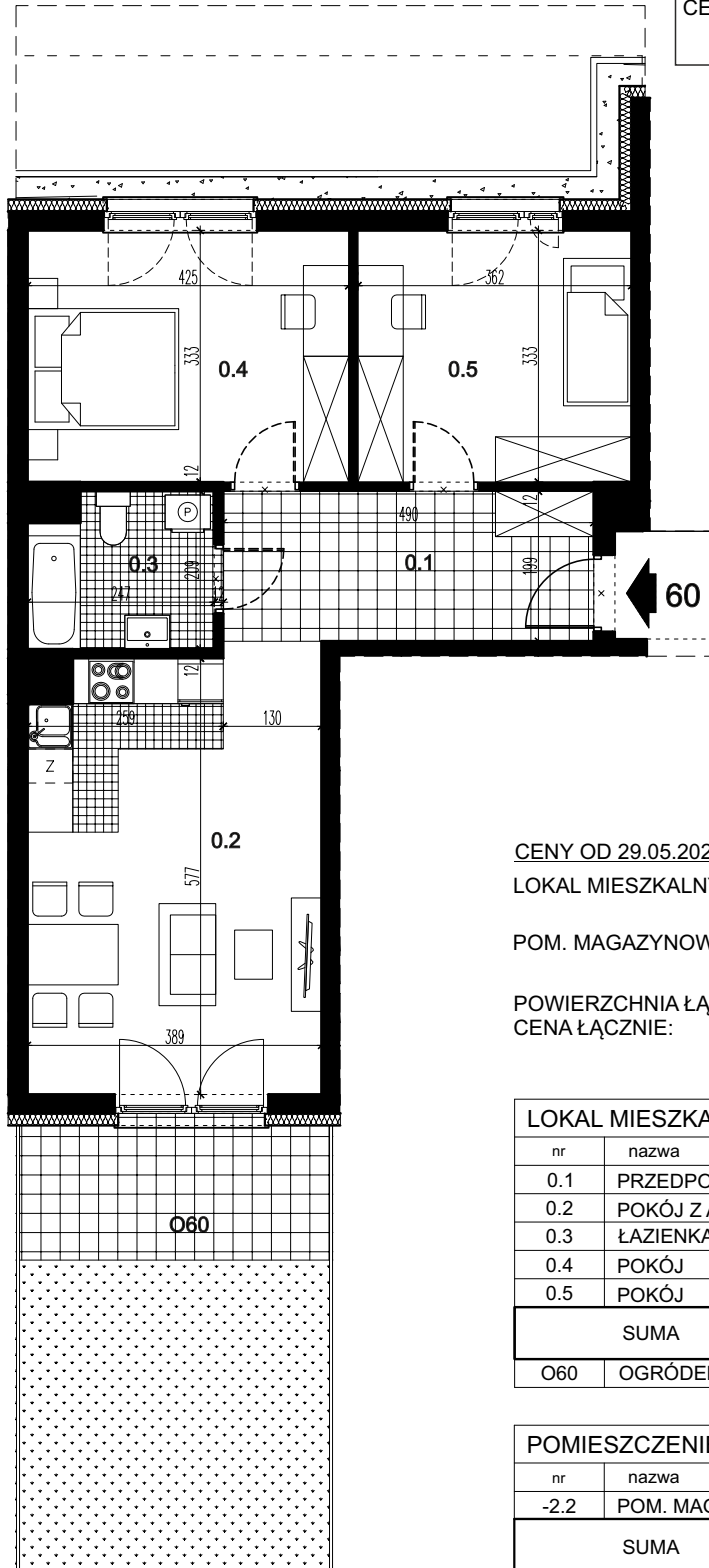 CE
425
362
333
0.4
333
0.5
12
P
490
12
0.3
209
247
12
0.1
199
60
12
259
130
Z
0.2
577
389
O60
CENY OD 29.05.202
LOKAL MIESZKALN
POM. MAGAZYNOW
POWIERZCHNIA ŁĄ
CENA ŁĄCZNIE:
LOKAL MIESZKA
nr nazwa
0.1 PRZEDPO
0.2 POKÓJ Z A
0.3 ŁAZIENKA
0.4 POKÓJ
0.5 POKÓJ
SUMA
O60 OGRÓDE
POMIESZCZENI
nr nazwa
-2.2 POM. MAG
SUMA